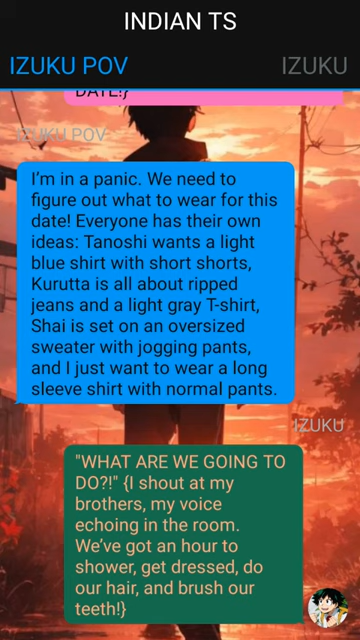 INDIAN TS
IZUKU POV
IZUKU
DATE!}
IZUKU POV
I'm in a panic. We need to
figure out what to wear for this
date! Everyone has their own
ideas: Tanoshi wants a light
blue shirt with short shorts,
Kurutta is all about ripped
jeans and a light gray T-shirt,
Shai is set on an oversized
sweater with jogging pants,
and I just want to wear a long
sleeve shirt with normal pants.
IZUKU
"WHAT ARE WE GOING TO
DO?!" {I shout at my
brothers, my voice
echoing in the room.
We've got an hour to
shower, get dressed, do
our hair, and brush our
teeth!}